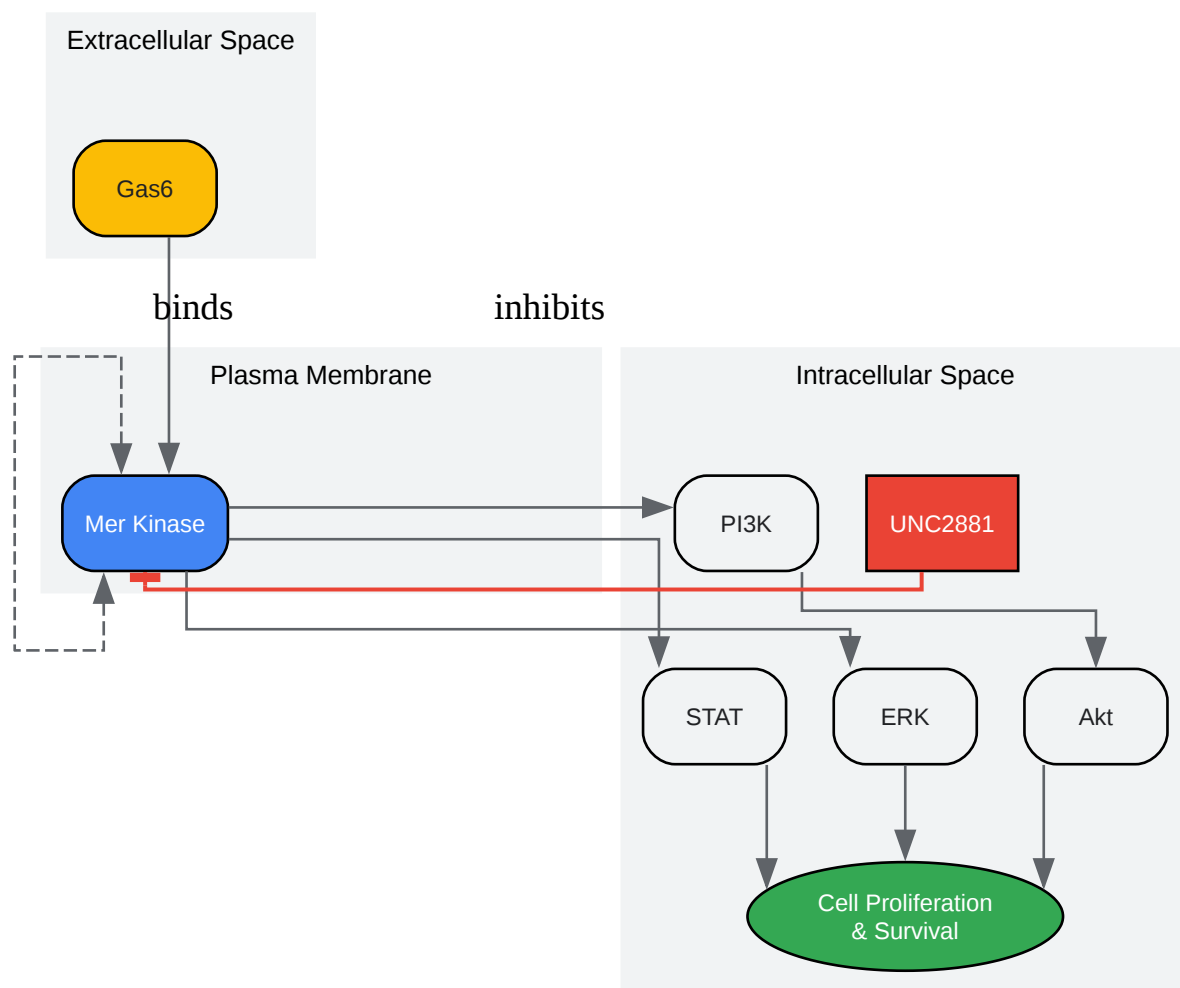 Extracellular Space
Gas6
binds
inhibits
Plasma Membrane
Intracellular Space
Mer Kinase
PI3K
UNC2881
STAT
ERK
Akt
Cell Proliferation
& Survival